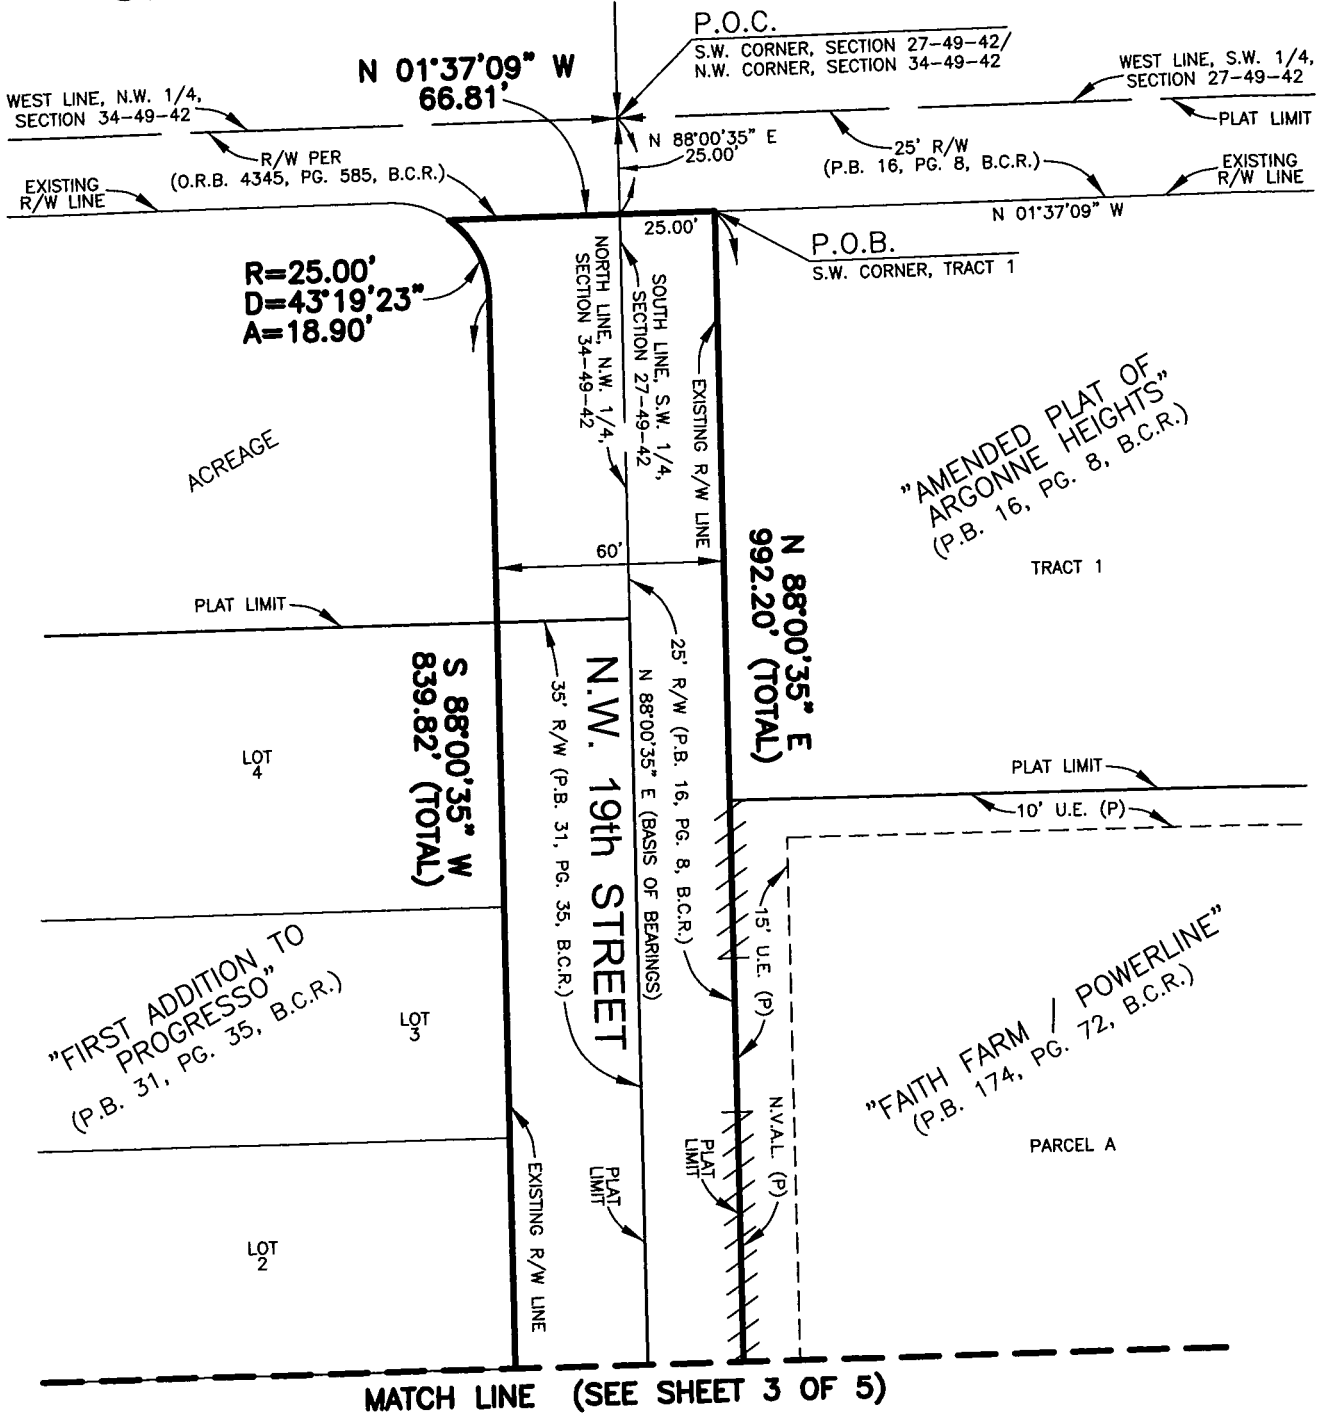 P.O.C.
S.W. CORNER, SECTION 27-49-42/
N.W. CORNER, SECTION 34-49-42
N 01°37'09" W
66.81'
WEST LINE, S.W. 1/4,
SECTION 27-49-42
WEST LINE, N.W. 1/4,
SECTION 34-49-42
PLAT LIMIT
N 88°00'35" E
25.00'
25' R/W
(P.B. 16, PG. 8, B.C.R.)
R/W PER
(O.R.B. 4345, PG. 585, B.C.R.)
EXISTING
R/W LINE
EXISTING
R/W LINE
N 01°37'09" W
25.00'
P.O.B.
S.W. CORNER, TRACT 1
R=25.00'
D=43°19'23"
A=18.90'
NORTH LINE, N.W. 1/4,
SECTION 34-49-42
SOUTH LINE, S.W. 1/4,
SECTION 27-49-42
EXISTING R/W LINE
ACREAGE
"AMENDED PLAT OF
ARGONNE HEIGHTS"
(P.B. 16, PG. 8, B.C.R.)
TRACT 1
60'
N 88°00'35" E
992.20' (TOTAL)
PLAT LIMIT
S 88°00'35" W
839.82' (TOTAL)
35' R/W (P.B. 31, PG. 35, B.C.R.)
N.W. 19th STREET
N 88°00'35" E (BASIS OF BEARINGS)
25' R/W (P.B. 16, PG. 8, B.C.R.)
LOT
4
PLAT LIMIT
10' U.E. (P)
15' U.E. (P)
"FIRST ADDITION TO
PROGRESSO"
(P.B. 31, PG. 35, B.C.R.)
LOT
3
"FAITH FARM / POWERLINE"
(P.B. 174, PG. 72, B.C.R.)
PARCEL A
N.V.A.L. (P)
PLAT
LIMIT
PLAT
LIMIT
EXISTING R/W LINE
LOT
2
MATCH LINE (SEE SHEET 3 OF 5)